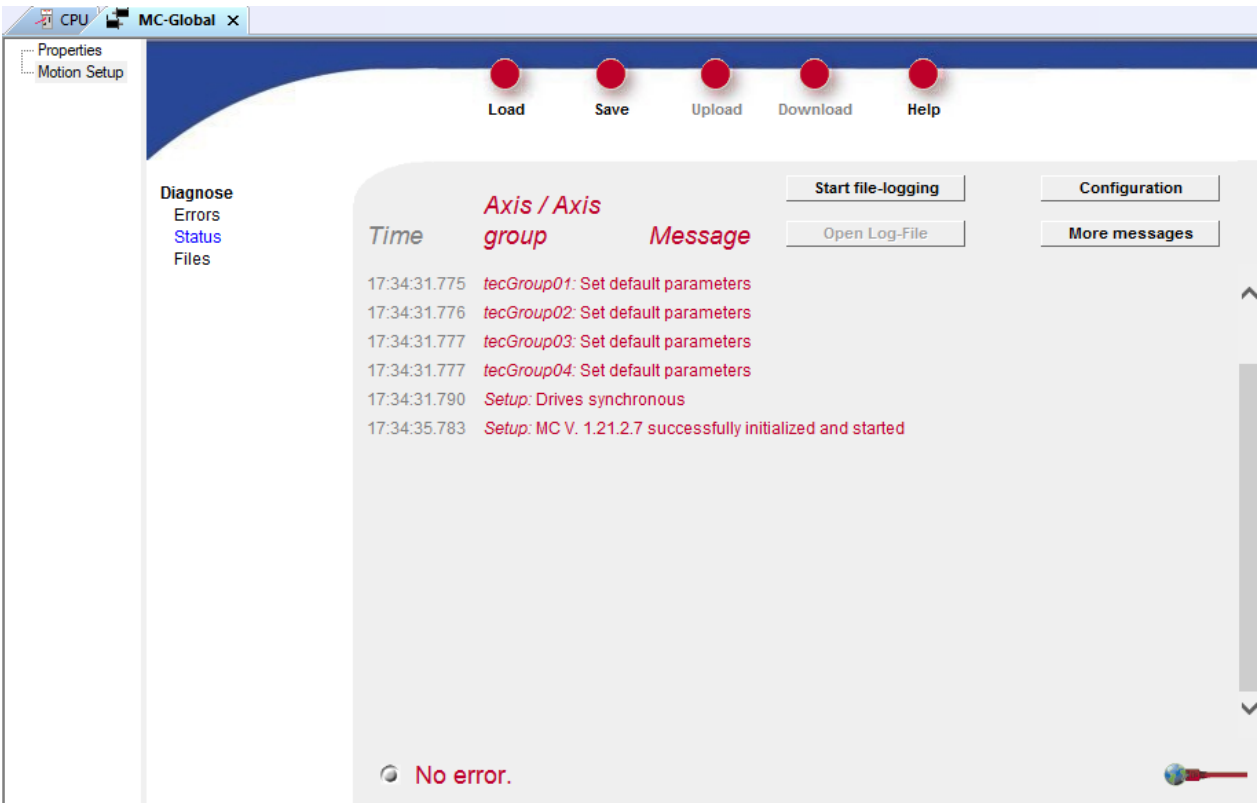 CPU MC-Global X
Properties
Motion Setup
Load Save Upload Download Help
Diagnose
Errors
Status
Files
Start file-logging Configuration
Open Log-File More messages
Time Axis / Axis group Message
17:34:31.775 tecGroup01: Set default parameters
17:34:31.776 tecGroup02: Set default parameters
17:34:31.777 tecGroup03: Set default parameters
17:34:31.777 tecGroup04: Set default parameters
17:34:31.790 Setup: Drives synchronous
17:34:35.783 Setup: MC V. 1.21.2.7 successfully initialized and started
No error.